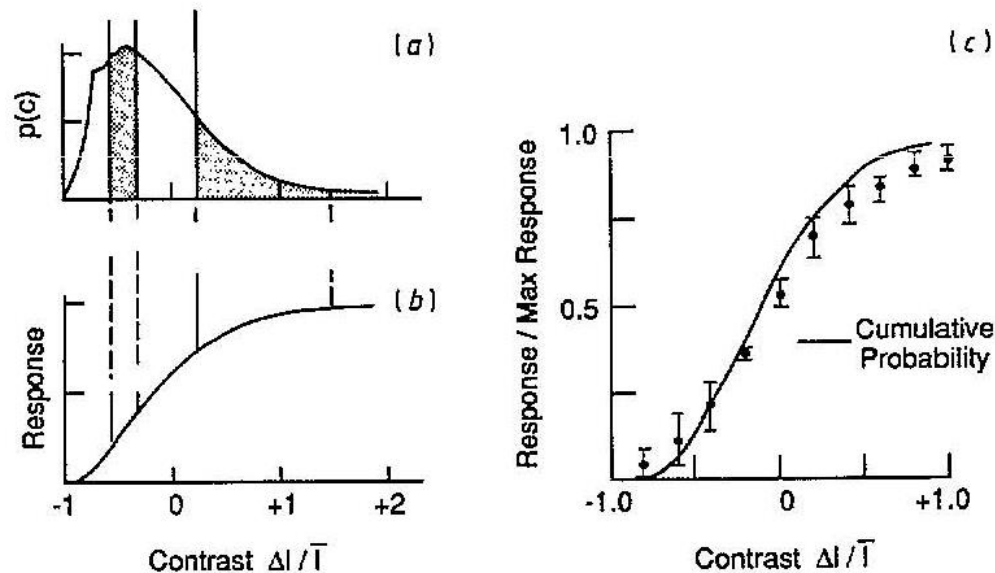 (a)
p(c)
(b)
Response
-1 0 +1 +2
Contrast ΔI/Ī
(c)
Response / Max Response
1.0
0.5
Cumulative
Probability
-1.0 0 +1.0
Contrast ΔI/Ī